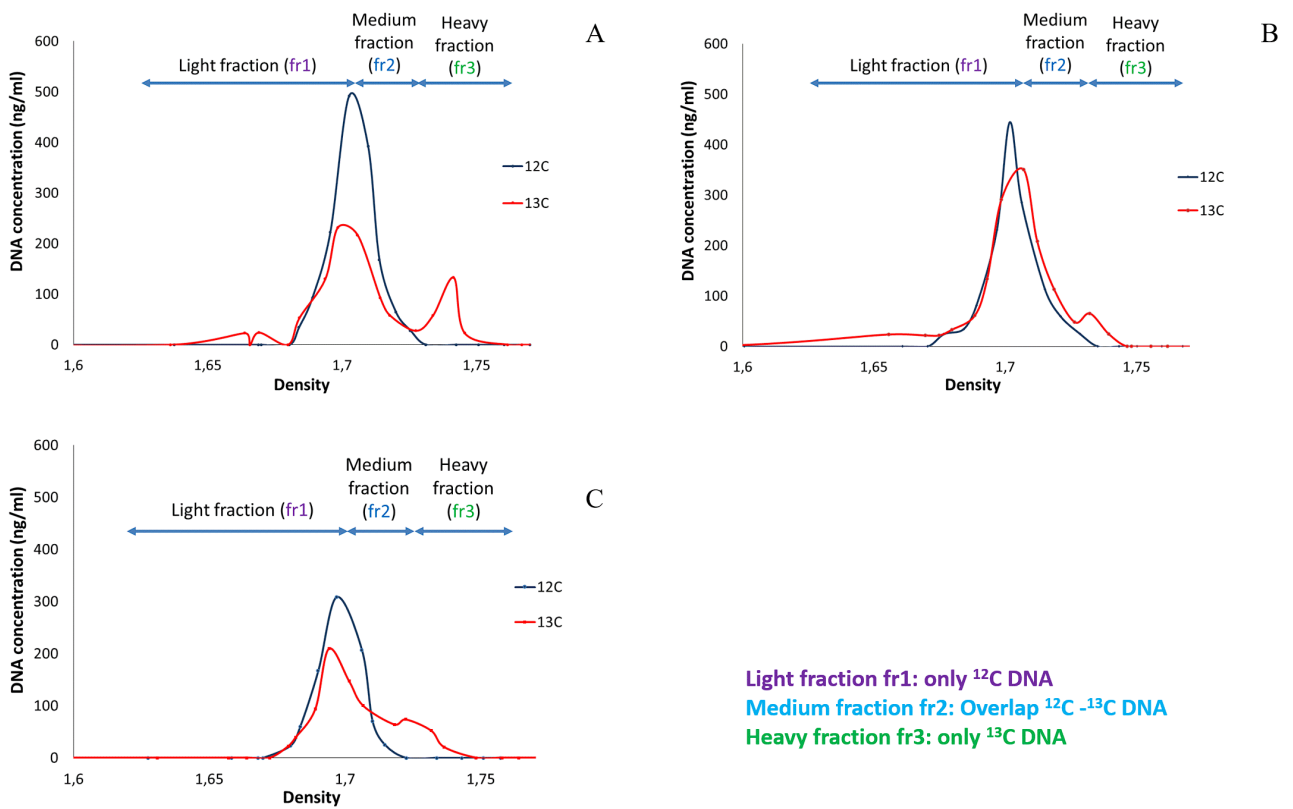 A
Medium
fraction
(fr2)
Heavy
fraction
(fr3)
Light fraction (fr1)
DNA concentration (ng/ml)
600
500
400
300
200
100
0
1,6
1,65
1,7
1,75
Density
12C
13C
B
Medium
fraction
(fr2)
Heavy
fraction
(fr3)
Light fraction (fr1)
DNA concentration (ng/ml)
600
500
400
300
200
100
0
1,6
1,65
1,7
1,75
Density
12C
13C
C
Medium
fraction
(fr2)
Heavy
fraction
(fr3)
Light fraction (fr1)
DNA concentration (ng/ml)
600
500
400
300
200
100
0
1,6
1,65
1,7
1,75
Density
12C
13C
Light fraction fr1: only ¹²C DNA
Medium fraction fr2: Overlap ¹²C -¹³C DNA
Heavy fraction fr3: only ¹³C DNA